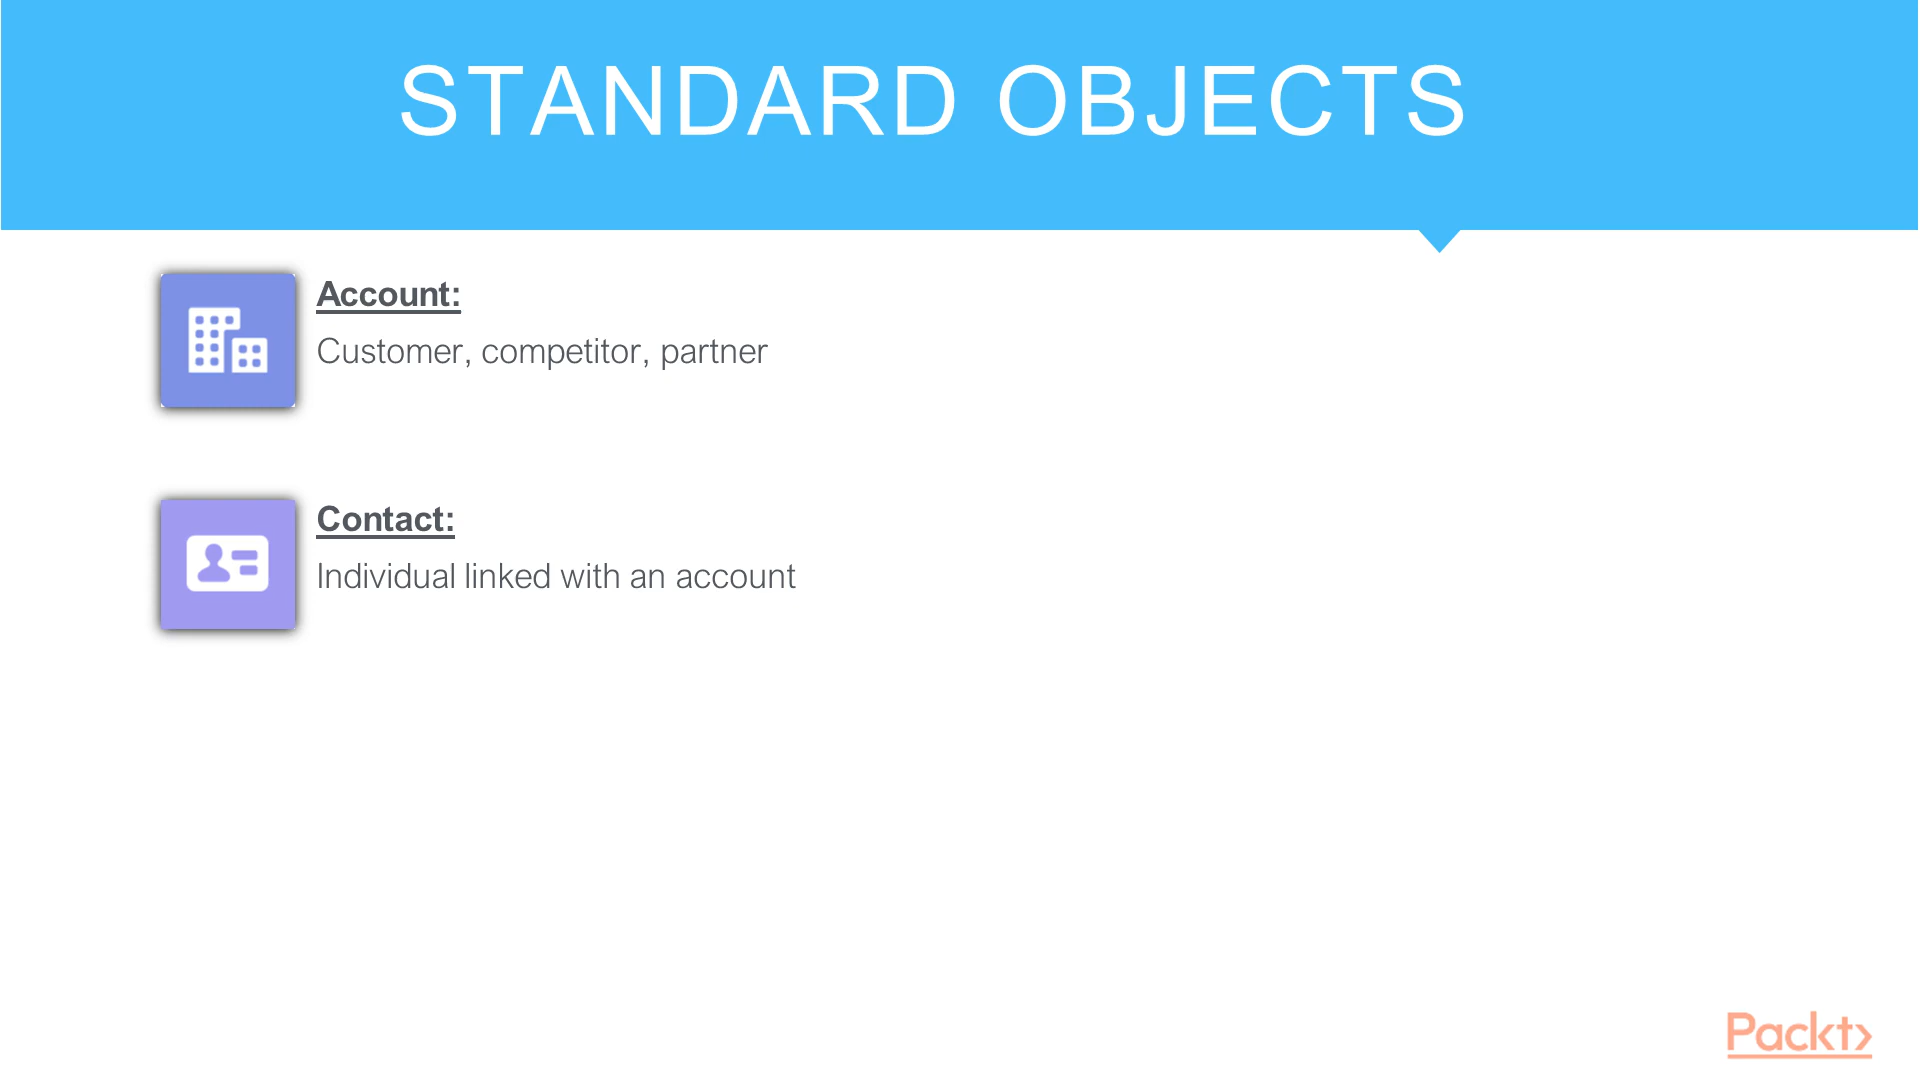 STANDARD OBJECTS
Account:
Customer, competitor, partner
Contact:
Individual linked with an account
Packt>